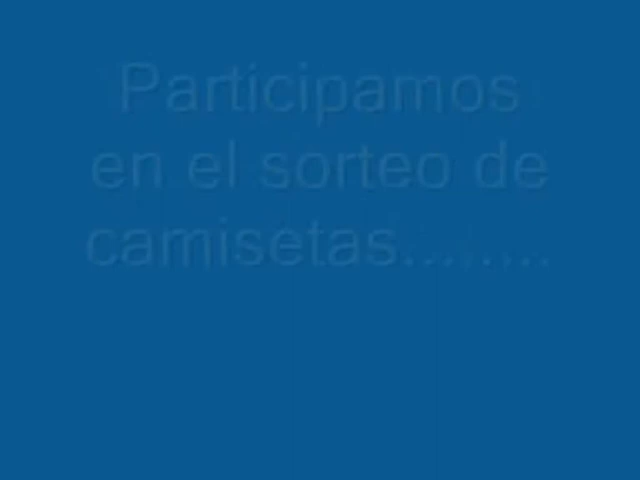 Participamos
en el sorteo de
camisetas.........